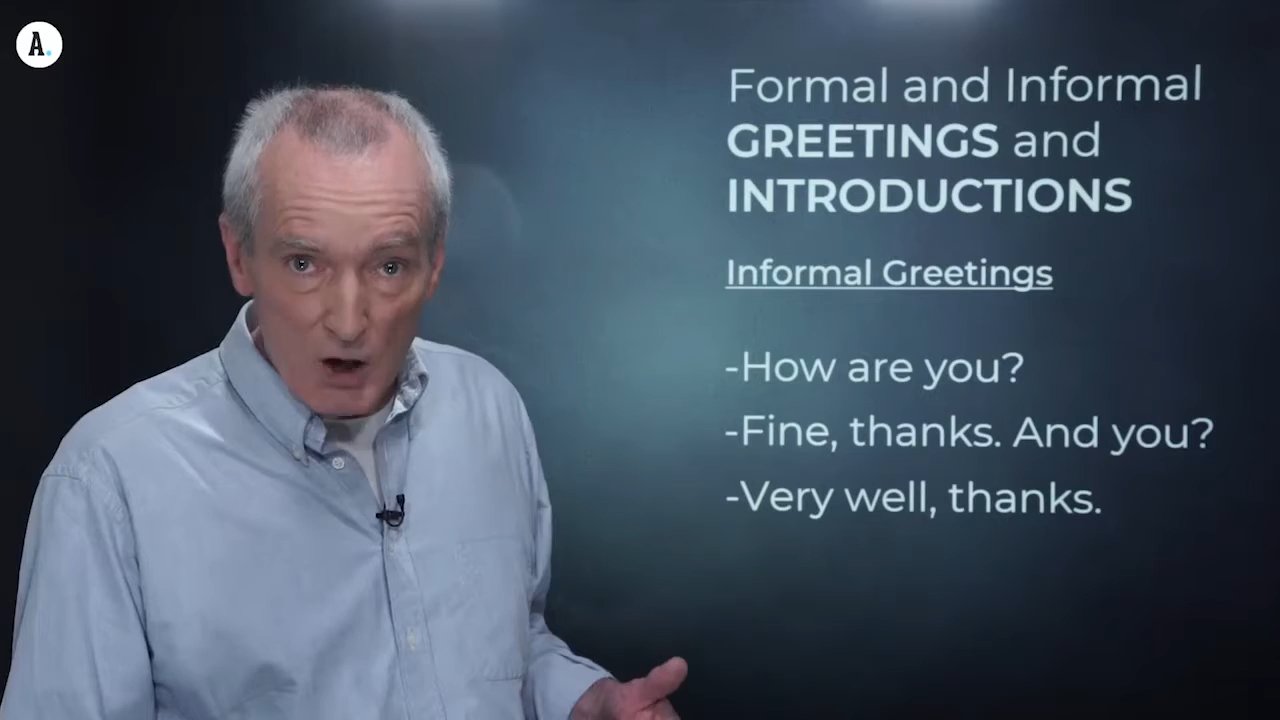 A.
Formal and Informal
GREETINGS and
INTRODUCTIONS
Informal Greetings
-How are you?
-Fine, thanks. And you?
-Very well, thanks.